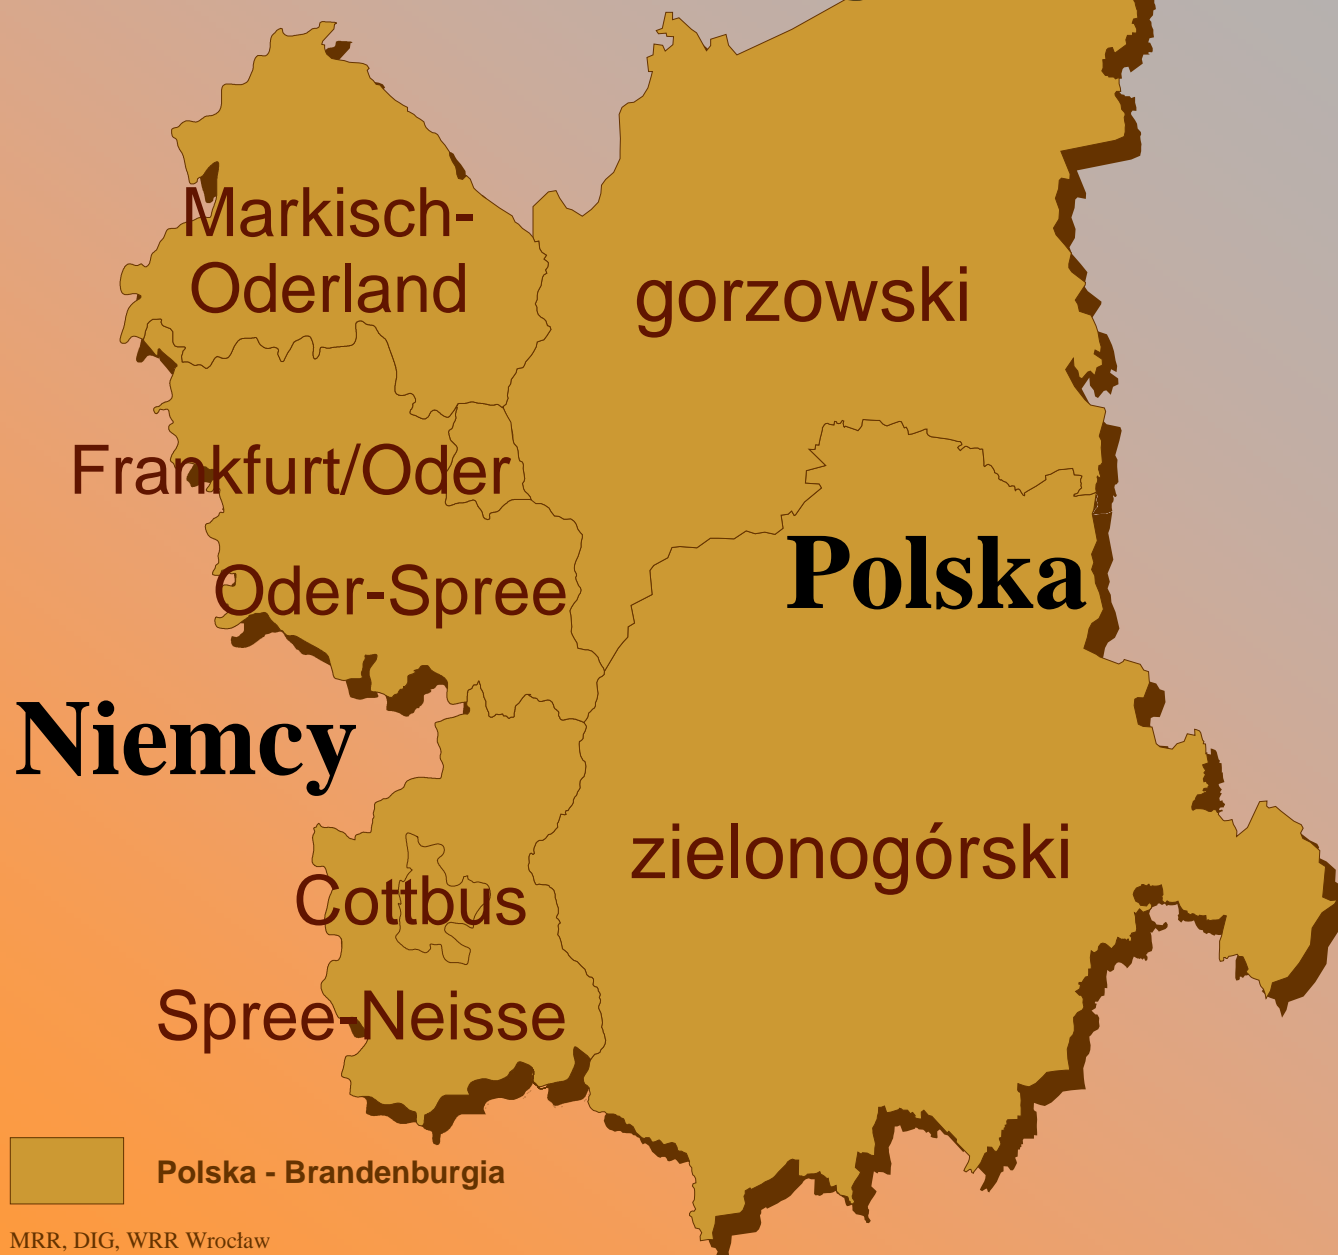 Markisch-
Oderland
gorzowski
Frankfurt/Oder
Polska
Oder-Spree
Niemcy
zielonogórski
Cottbus
Spree-Neisse
Polska - Brandenburgia
MRR, DIG, WRR Wrocław